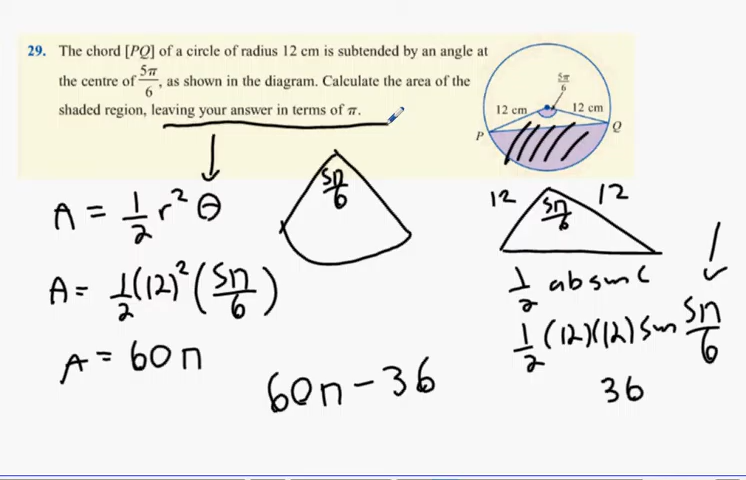 29. The chord [PQ] of a circle of radius 12 cm is subtended by an angle at
the centre of 5π/6, as shown in the diagram. Calculate the area of the
shaded region, leaving your answer in terms of π.
5π/6
12 cm
12 cm
P
Q
A = 1/2 r² θ
A = 1/2 (12)² (5π/6)
A = 60π
5π/6
60π - 36
12
12
5π/6
1/2 ab sin C
1/2 (12)(12) sin 5π/6
36